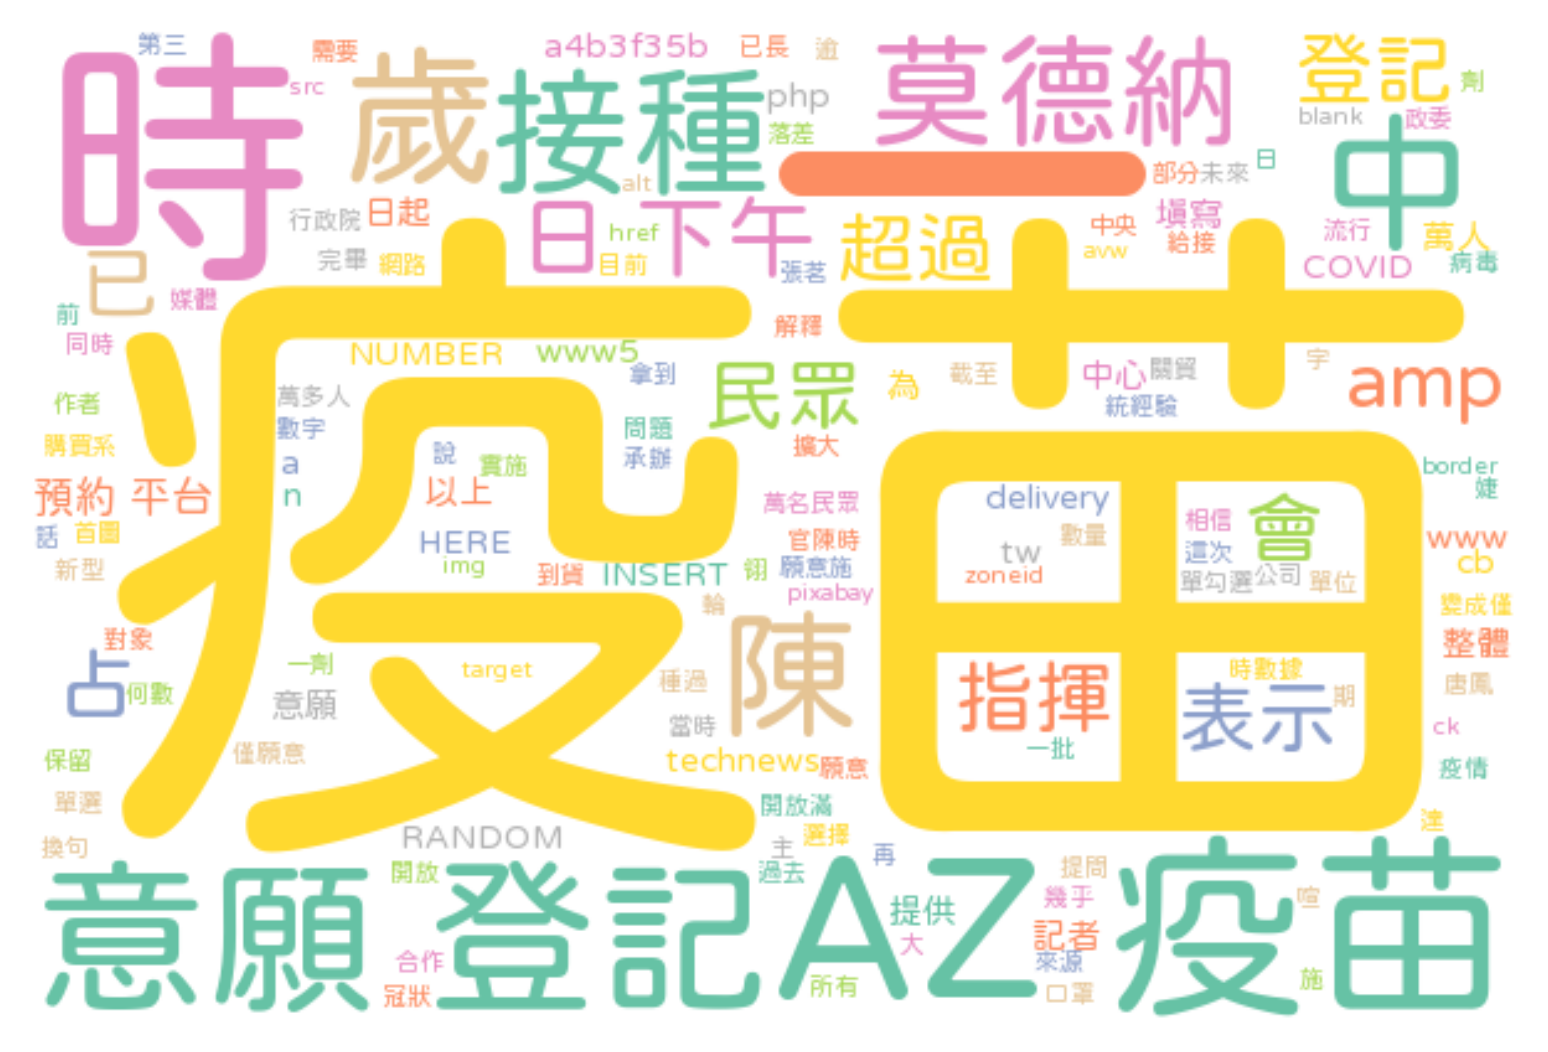 第三 需要 a4b3f35b 已長 逾 莫德納 登記
時 src 歲 接種 php 劑
落差 blank 政委 中
alt 一 部分 未來 日
行政院 日起 日下午 href 超過 中央 填寫 流行 萬人
已 完畢 網路 目前 張茗 avw 給接 COVID 病毒
前 媒體 解釋
同時 NUMBER www5 拿到 民眾 為 截至 中心 關貿 字 amp
作者 萬多人 統經驗
購買系 數字 說 實施 問題 承辦 擴大 border
預約 平台 a n 以上 萬名民眾 delivery 相信 會 婕
話 首圖 HERE 官陳時 tw 數量 這次 www
新型 img 到貨 INSERT 翎 願意施 zoneid 單勾選 公司 單位 cb
疫苗
pixabay 輪 變成僅
對象 陳 整體
占 何數 一劑 target 種過 指揮 時數據 唐鳳
意願 當時 表示 期 ck
保留 僅願意 technews 願意 一批 疫情
單選 開放滿
換句 RANDOM 主 選擇 再 達
意願登記AZ疫苗
開放 過去 提問
提供 幾乎 喧
合作 大 記者
冠狀 所有 來源 口罩 施